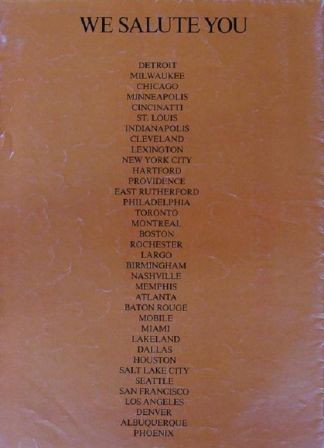 WE SALUTE YOU
DETROIT
MILWAUKEE
CHICAGO
MINNEAPOLIS
CINCINATTI
ST. LOUIS
INDIANAPOLIS
CLEVELAND
LEXINGTON
NEW YORK CITY
HARTFORD
PROVIDENCE
EAST RUTHERFORD
PHILADELPHIA
TORONTO
MONTREAL
BOSTON
ROCHESTER
LARGO
BIRMINGHAM
NASHVILLE
MEMPHIS
ATLANTA
BATON ROUGE
MOBILE
MIAMI
LAKELAND
DALLAS
HOUSTON
SALT LAKE CITY
SEATTLE
SAN FRANCISCO
LOS ANGELES
DENVER
ALBUQUERQUE
PHOENIX